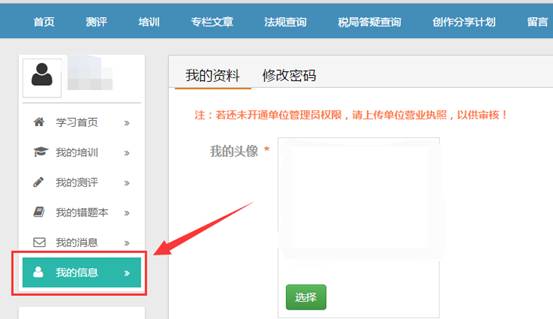 首页 测评 培训 专栏文章 法规查询 税局答疑查询 创作分享计划 留言
我的资料 修改密码
注：若还未开通单位管理员权限，请上传单位营业执照，以供审核！
学习首页 »
我的培训 »
我的测评 »
我的错题本 »
我的消息 »
我的信息 »
我的头像 *
选择